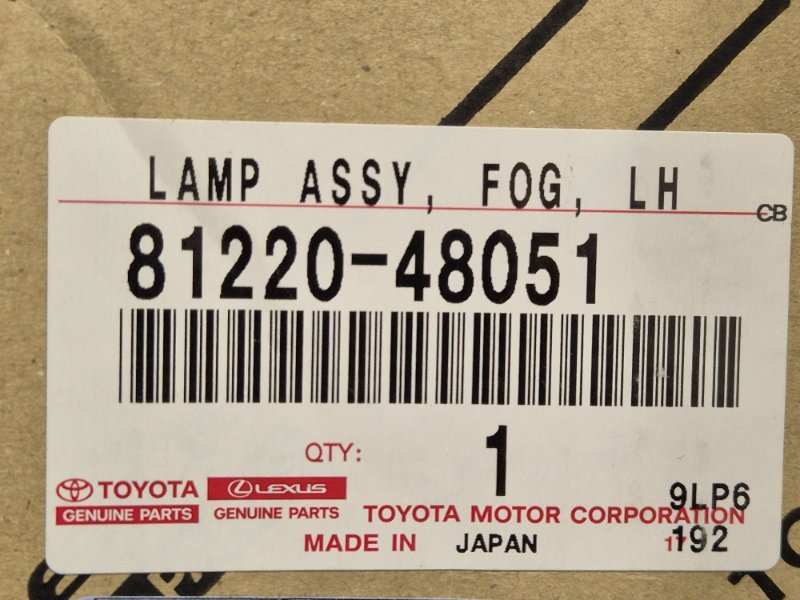 LAMP ASSY, FOG, LH
CB
81220-48051
QTY: 1
9LP6
TOYOTA LEXUS
GENUINE PARTS GENUINE PARTS TOYOTA MOTOR CORPORATION
MADE IN JAPAN 192